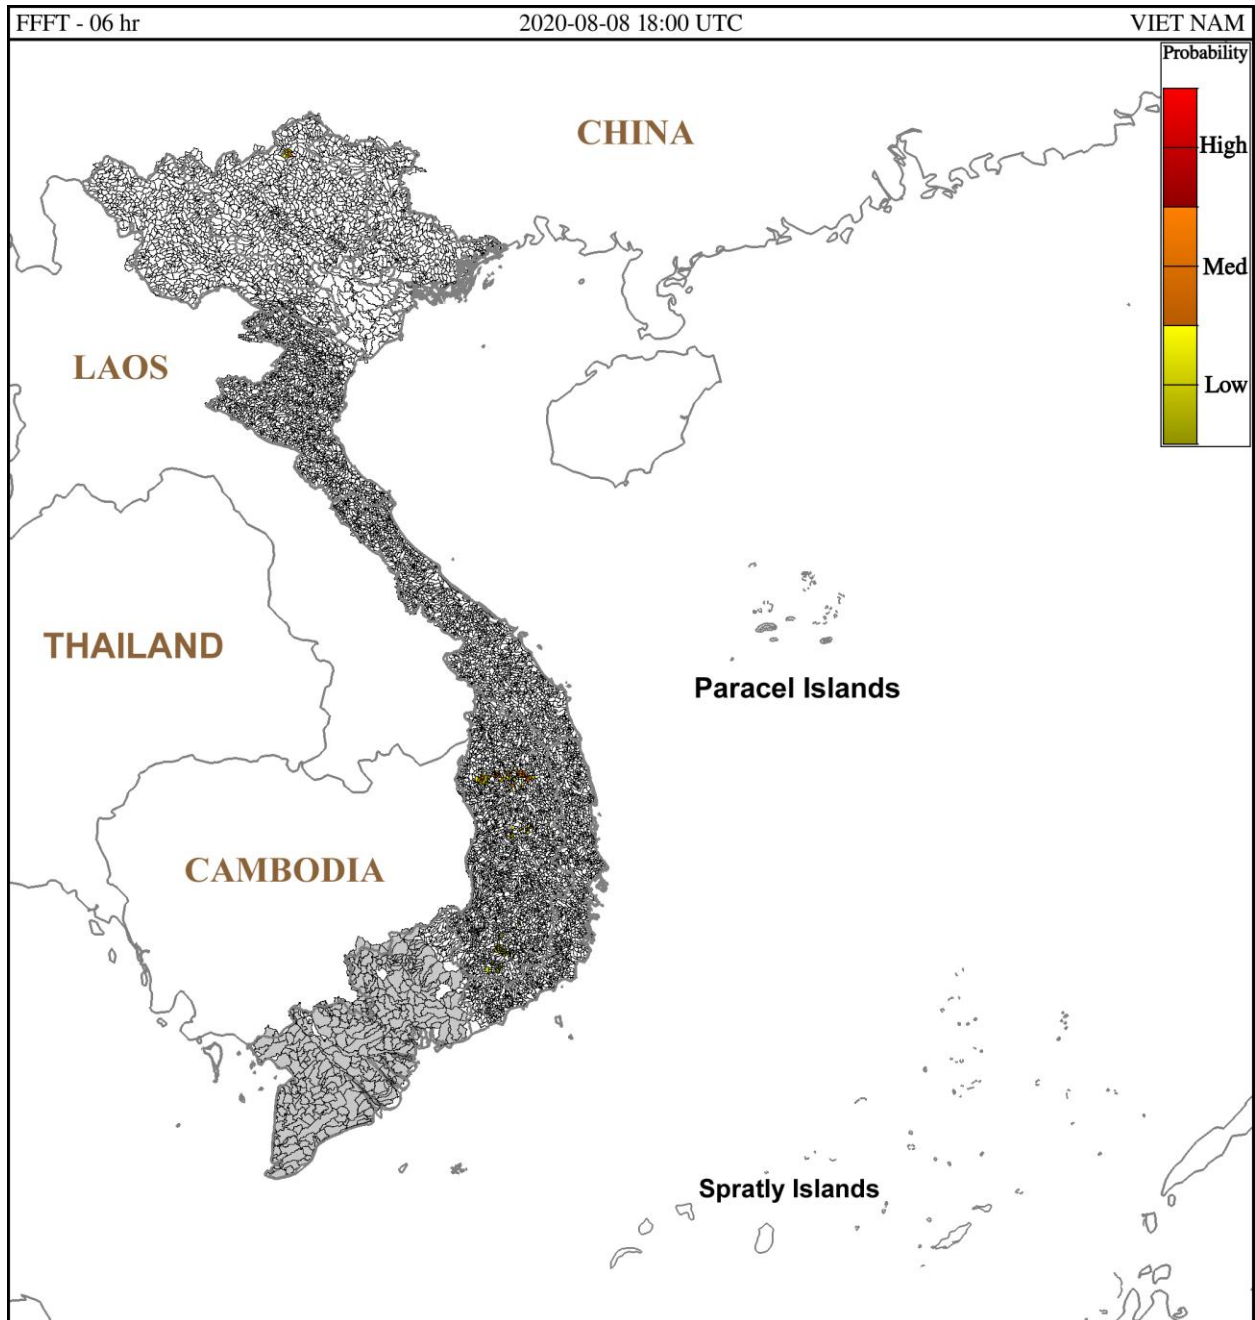 FFFT - 06 hr
2020-08-08 18:00 UTC
VIET NAM
Probability
CHINA
High
Med
LAOS
Low
THAILAND
Paracel Islands
CAMBODIA
Spratly Islands